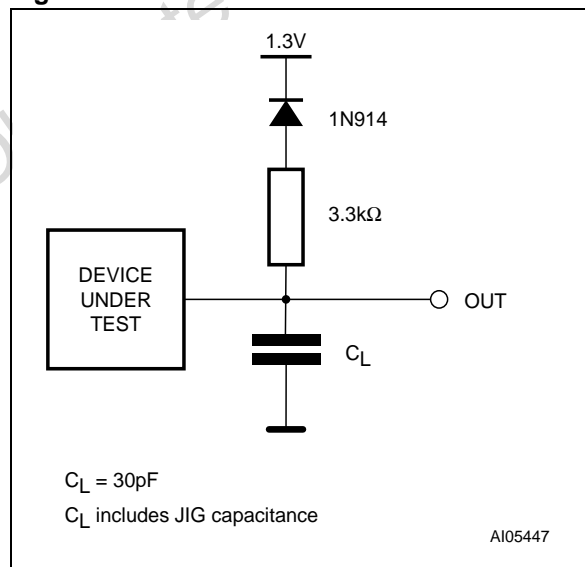 1.3V
1N914
3.3kΩ
DEVICE
UNDER
TEST
OUT
CL
CL = 30pF
CL includes JIG capacitance
AI05447